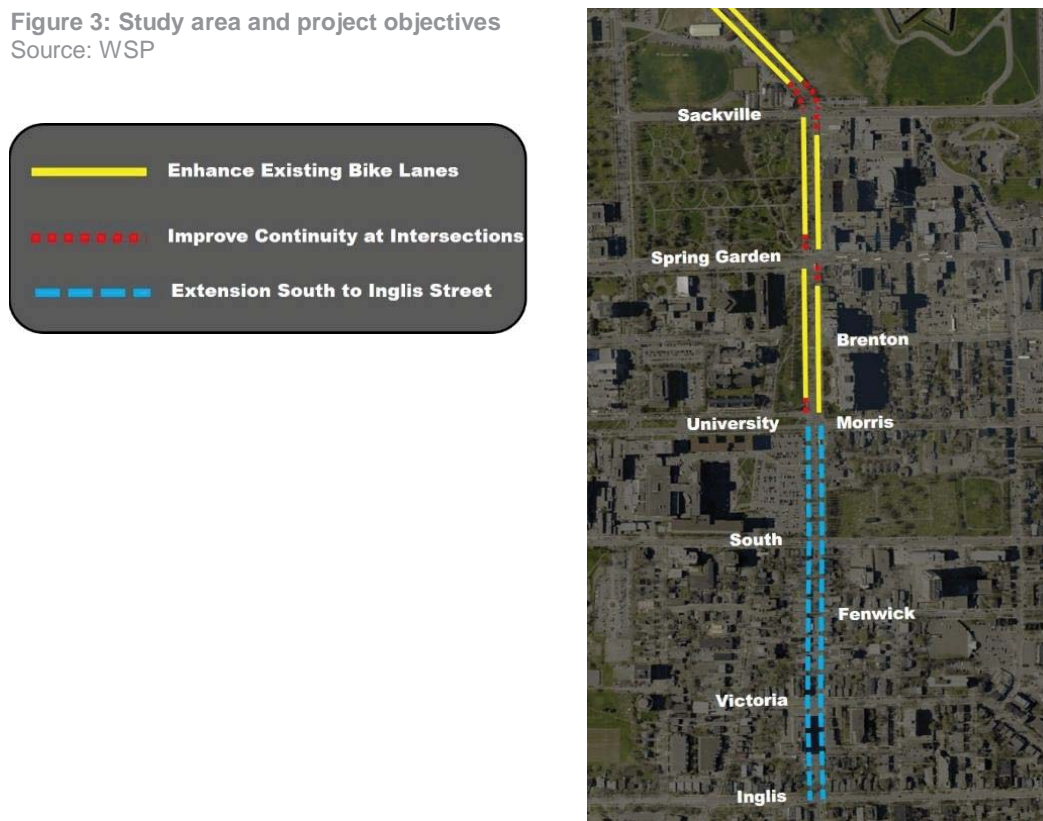 Figure 3: Study area and project objectives
Source: WSP
Enhance Existing Bike Lanes
Improve Continuity at Intersections
Extension South to Inglis Street
Sackville
Spring Garden
Brenton
University
Morris
South
Fenwick
Victoria
Inglis